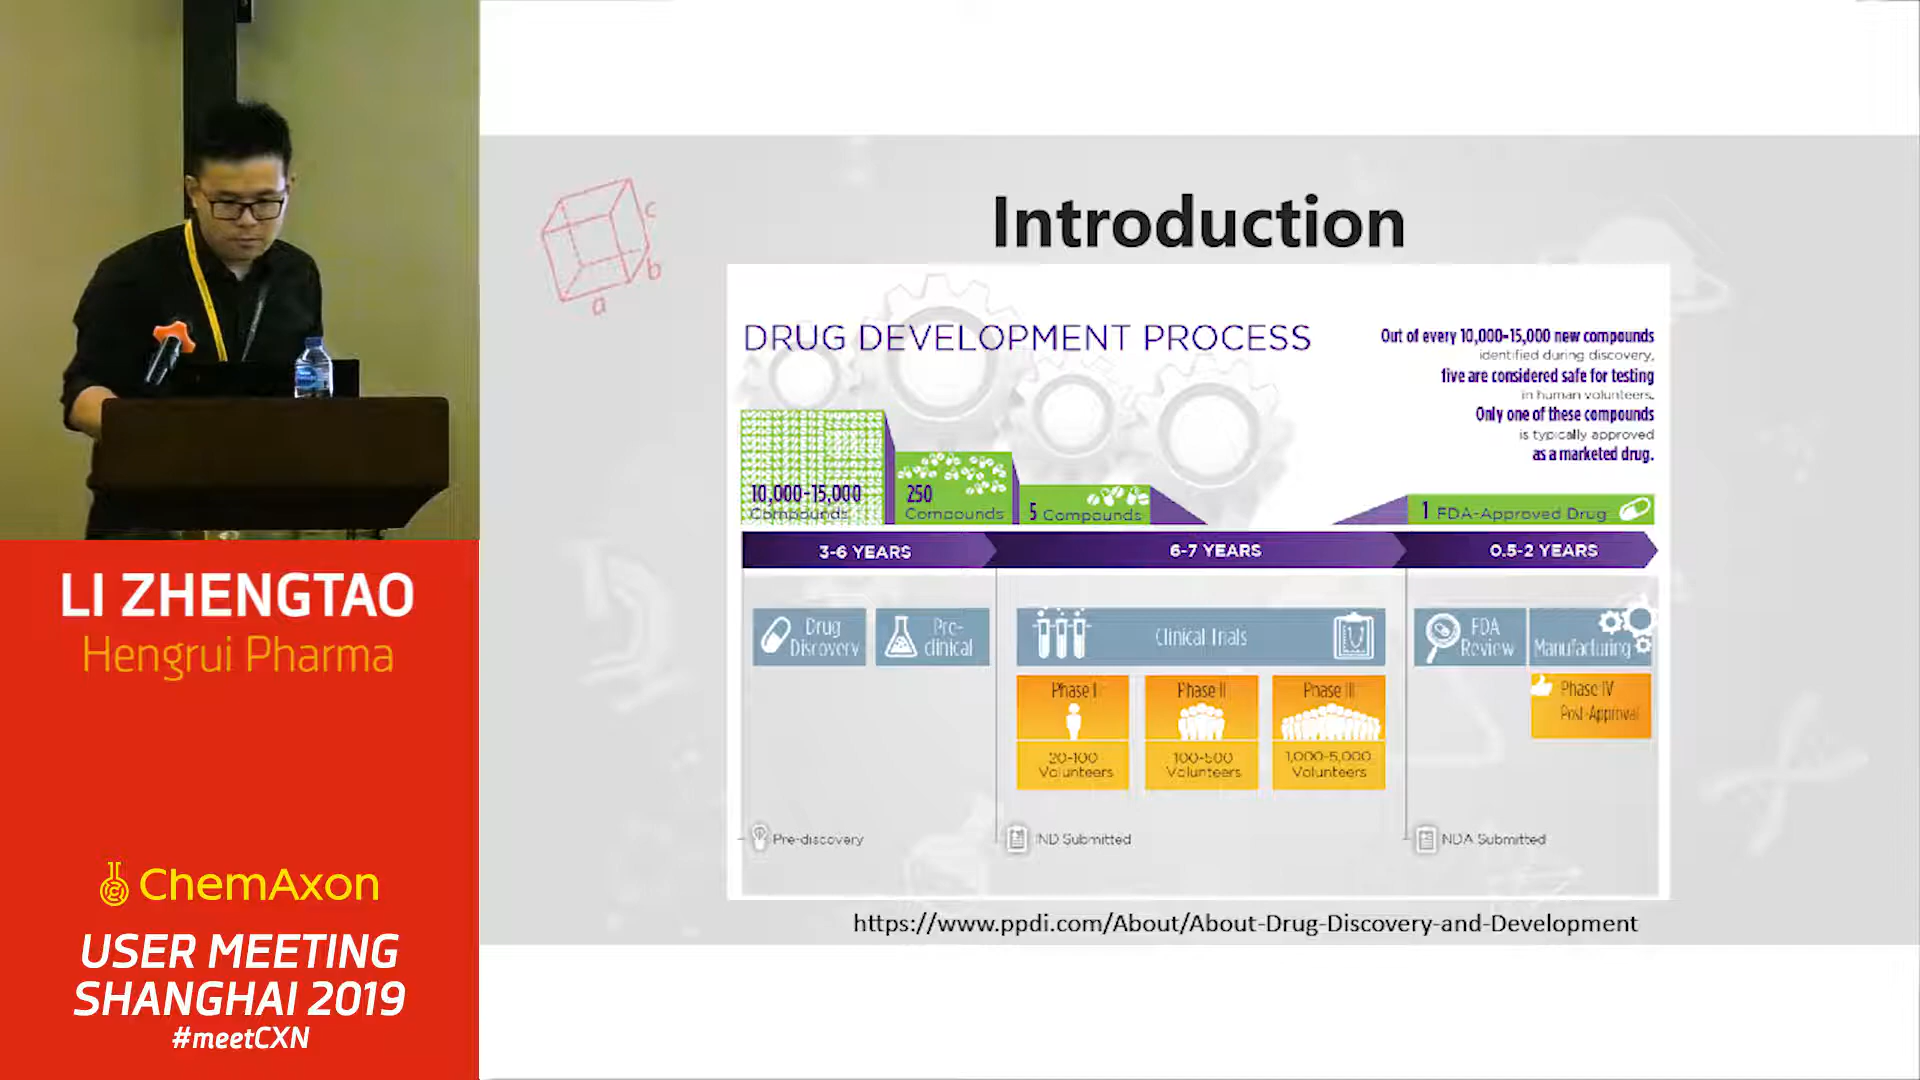 LI ZHENGTAO
Hengrui Pharma
ChemAxon
USER MEETING
SHANGHAI 2019
#meetCXN
Introduction
c
b
a
DRUG DEVELOPMENT PROCESS
Out of every 10,000-15,000 new compounds
identified during discovery,
five are considered safe for testing
in human volunteers.
Only one of these compounds
is typically approved
as a marketed drug.
10,000-15,000
Compounds
250
Compounds
5 Compounds
1 FDA-Approved Drug
3-6 YEARS
6-7 YEARS
0.5-2 YEARS
Drug
Discovery
Pre-
clinical
Clinical Trials
FDA
Review
Manufacturing
Phase I
Phase II
Phase III
Phase IV
Post-Approval
20-100
Volunteers
100-500
Volunteers
1,000-5,000
Volunteers
Pre-discovery
IND Submitted
NDA Submitted
https://www.ppdi.com/About/About-Drug-Discovery-and-Development